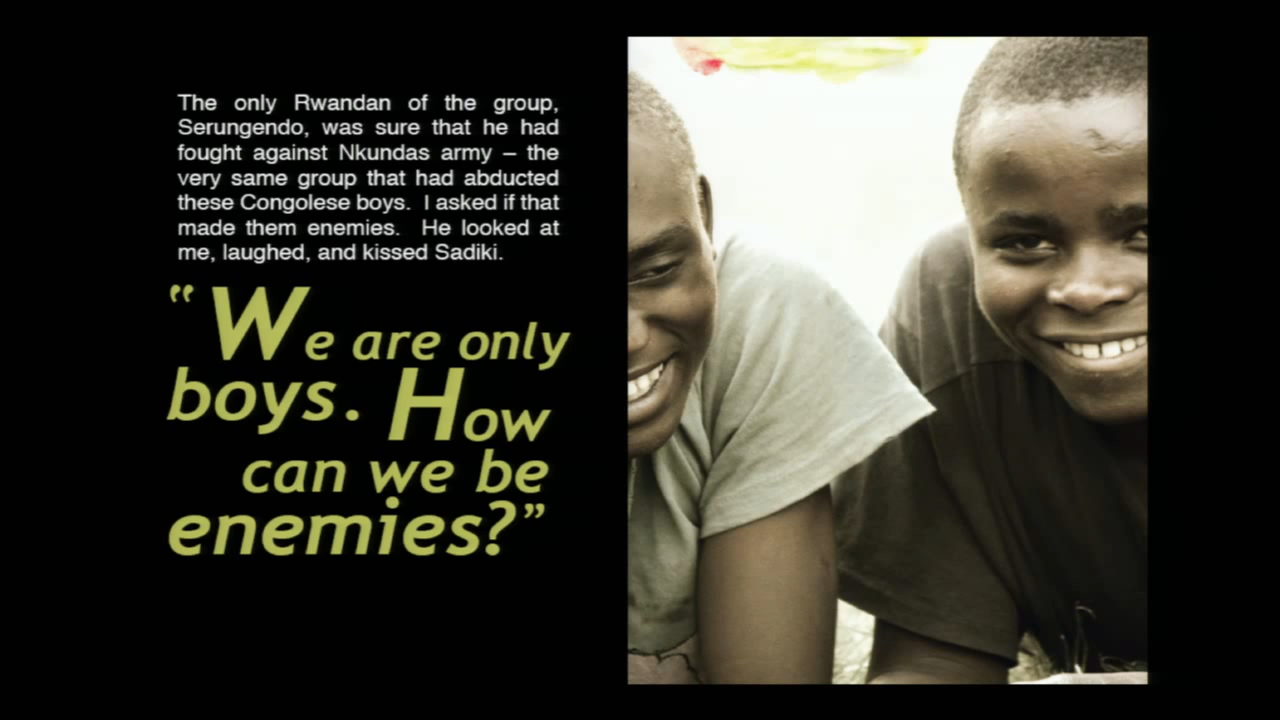 The only Rwandan of the group,
Serungendo, was sure that he had
fought against Nkundas army – the
very same group that had abducted
these Congolese boys.  I asked if that
made them enemies.  He looked at
me, laughed, and kissed Sadiki.
“We are only
boys. How
can we be
enemies?”